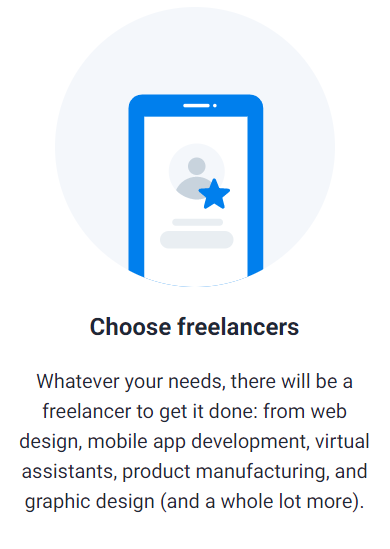 Choose freelancers
Whatever your needs, there will be a
freelancer to get it done: from web
design, mobile app development, virtual
assistants, product manufacturing, and
graphic design (and a whole lot more).